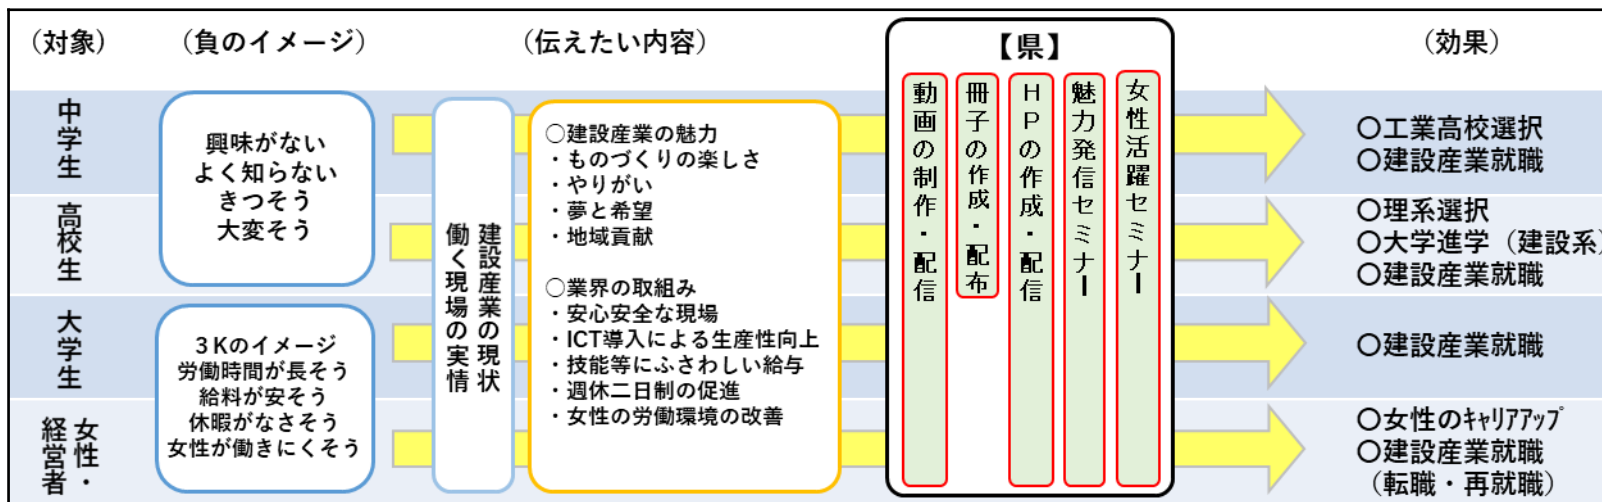 （対象）
（負のイメージ）
（伝えたい内容）
【県】
（効果）
中学生
高校生
大学生
女性・
経営者
興味がない
よく知らない
きつそう
大変そう
３Kのイメージ
労働時間が長そう
給料が安そう
休暇がなさそう
女性が働きにくそう
建設産業の現状
働く現場の実情
○建設産業の魅力
・ものづくりの楽しさ
・やりがい
・夢と希望
・地域貢献
○業界の取組み
・安心安全な現場
・ICT導入による生産性向上
・技能等にふさわしい給与
・週休二日制の促進
・女性の労働環境の改善
動画の制作・配信
冊子の作成・配布
ＨＰの作成・配信
魅力発信セミナー
女性活躍セミナー
〇工業高校選択
〇建設産業就職
〇理系選択
〇大学進学（建設系）
〇建設産業就職
〇建設産業就職
〇女性のｷｬﾘｱｱｯﾌﾟ
〇建設産業就職
（転職・再就職）